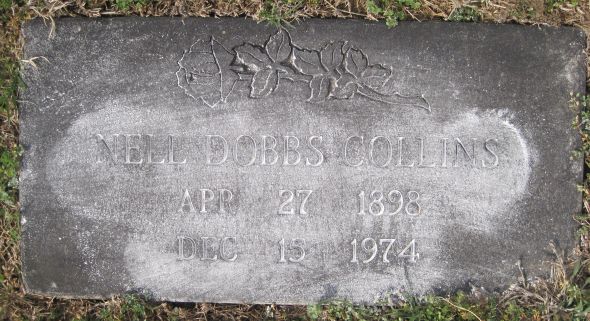 NELL DOBBS COLLINS
APR 27 1898
DEC 15 1974